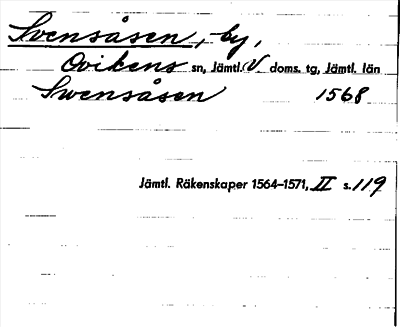 Svensåsen, by,
Ovikens sn, Jämtl. V. doms. tg, Jämtl. län
Swensåsen 1568
Jämtl. Räkenskaper 1564-1571, II s. 119